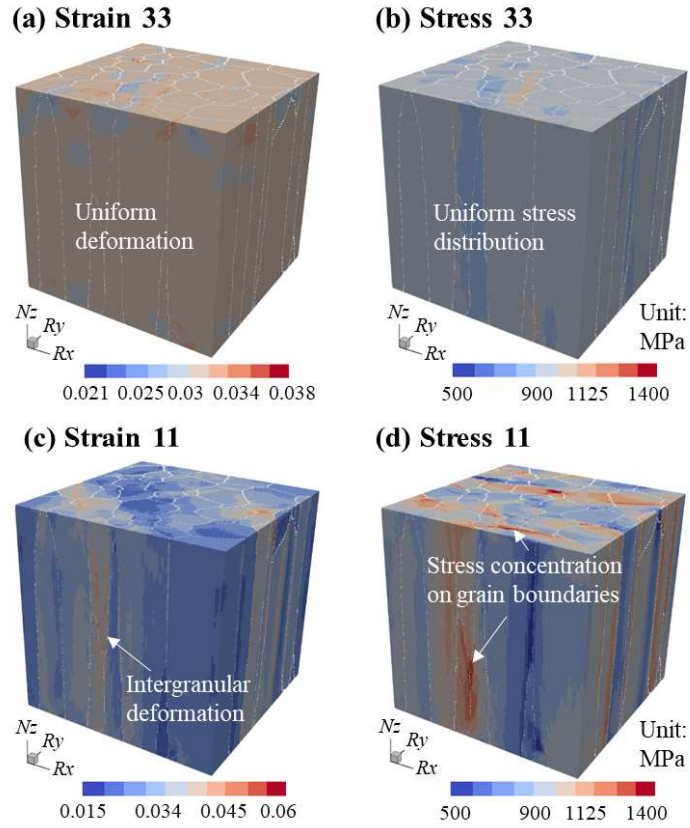 (a) Strain 33
(b) Stress 33
Uniform
deformation
Uniform stress
distribution
Nz
Ry
Rx
Nz
Ry
Rx
Unit:
MPa
0.021 0.025 0.03 0.034 0.038
500 900 1125 1400
(c) Strain 11
(d) Stress 11
Stress concentration
on grain boundaries
Intergranular
deformation
Nz
Ry
Rx
Nz
Ry
Rx
Unit:
MPa
0.015 0.034 0.045 0.06
500 900 1125 1400